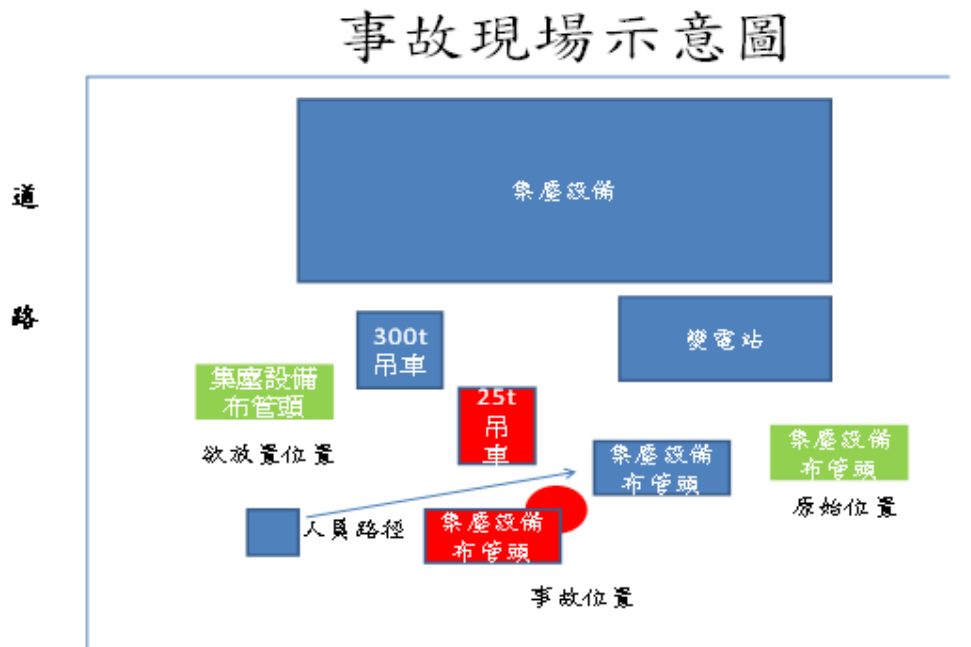 事故現場示意圖
道
路
集塵設備
300t
吊車
變電站
集塵設備
布管頭
欲放置位置
25t
吊
車
集塵設備
布管頭
集塵設備
布管頭
原始位置
人員路徑
集塵設備
布管頭
事故位置